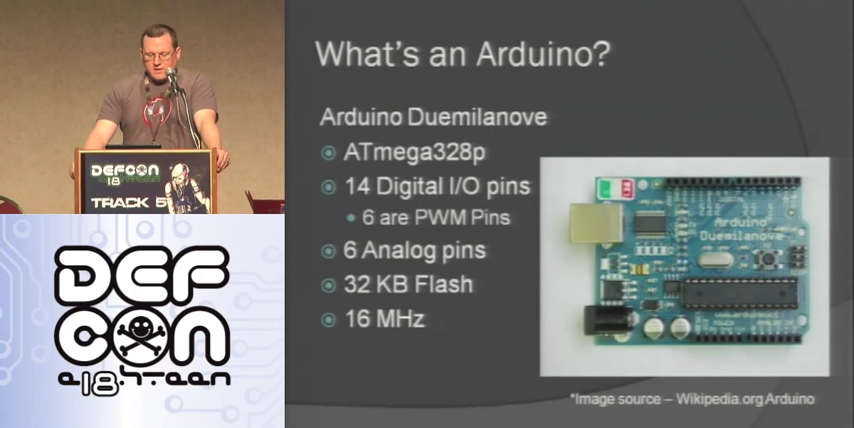 DEFCON
18
TRACK 5
DEF
CON
e18hteen
What's an Arduino?
Arduino Duemilanove
ATmega328p
14 Digital I/O pins
6 are PWM Pins
6 Analog pins
32 KB Flash
16 MHz
Arduino
Duemilanove
POWER
*Image source – Wikipedia.org Arduino